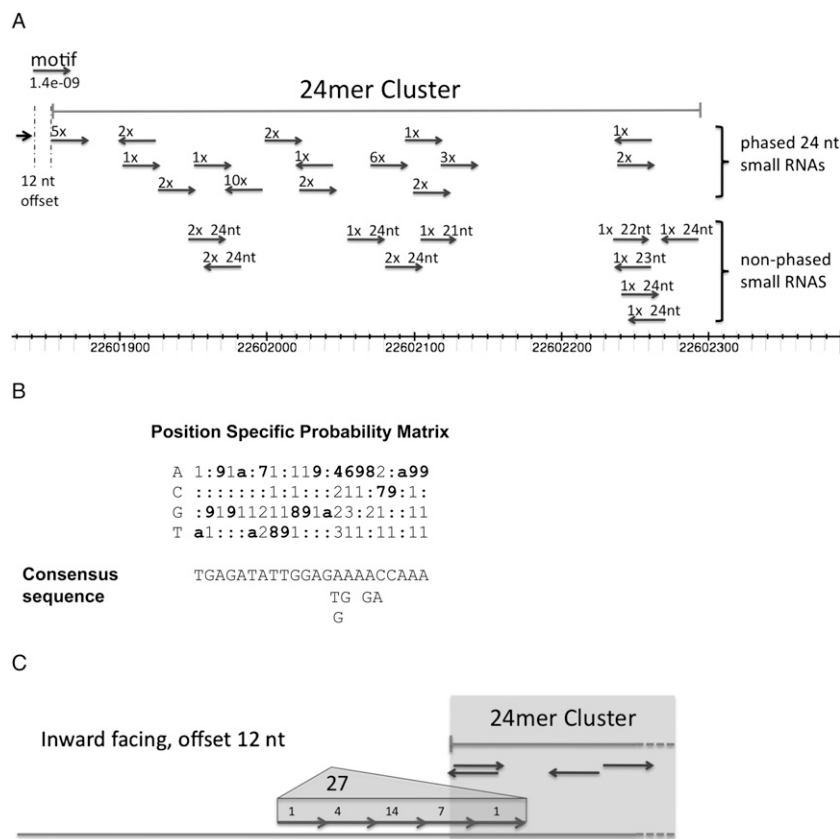 A
motif
1.4e-09
24mer Cluster
5x 2x 2x 1x 1x
1x 1x 1x 6x 3x 2x
2x 10x 2x 2x
phased 24 nt
small RNAs
12 nt
offset
2x 24nt 1x 24nt 1x 21nt 1x 22nt 1x 24nt
2x 24nt 2x 24nt 1x 23nt
1x 24nt
1x 24nt
non-phased
small RNAS
22601900 22602000 22602100 22602200 22602300
B
Position Specific Probability Matrix
A 1:91a:71:119:46982:a99
C :::::::1:1:::211:79:1:
G :91911211891a23:21::11
T a1:::a2891:::311:11:11
Consensus
sequence
TGAGATATTGGAGAAAACCAAA
TG GA
G
C
24mer Cluster
Inward facing, offset 12 nt
27
1 4 14 7 1